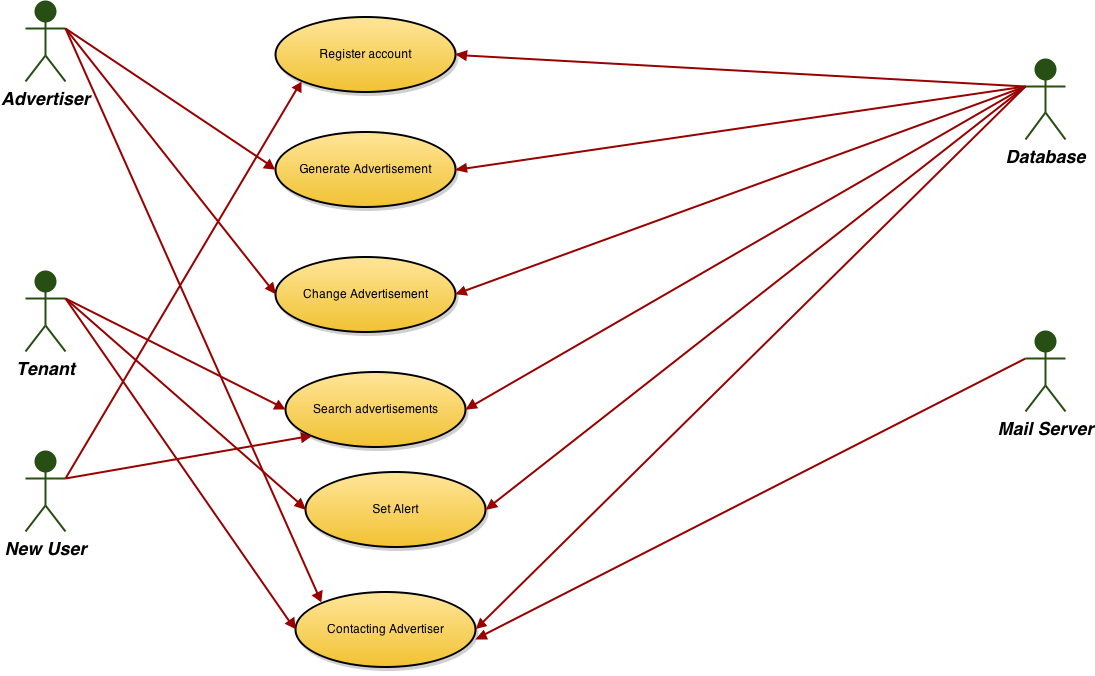 Advertiser
Register account
Database
Generate Advertisement
Change Advertisement
Tenant
Search advertisements
Mail Server
New User
Set Alert
Contacting Advertiser